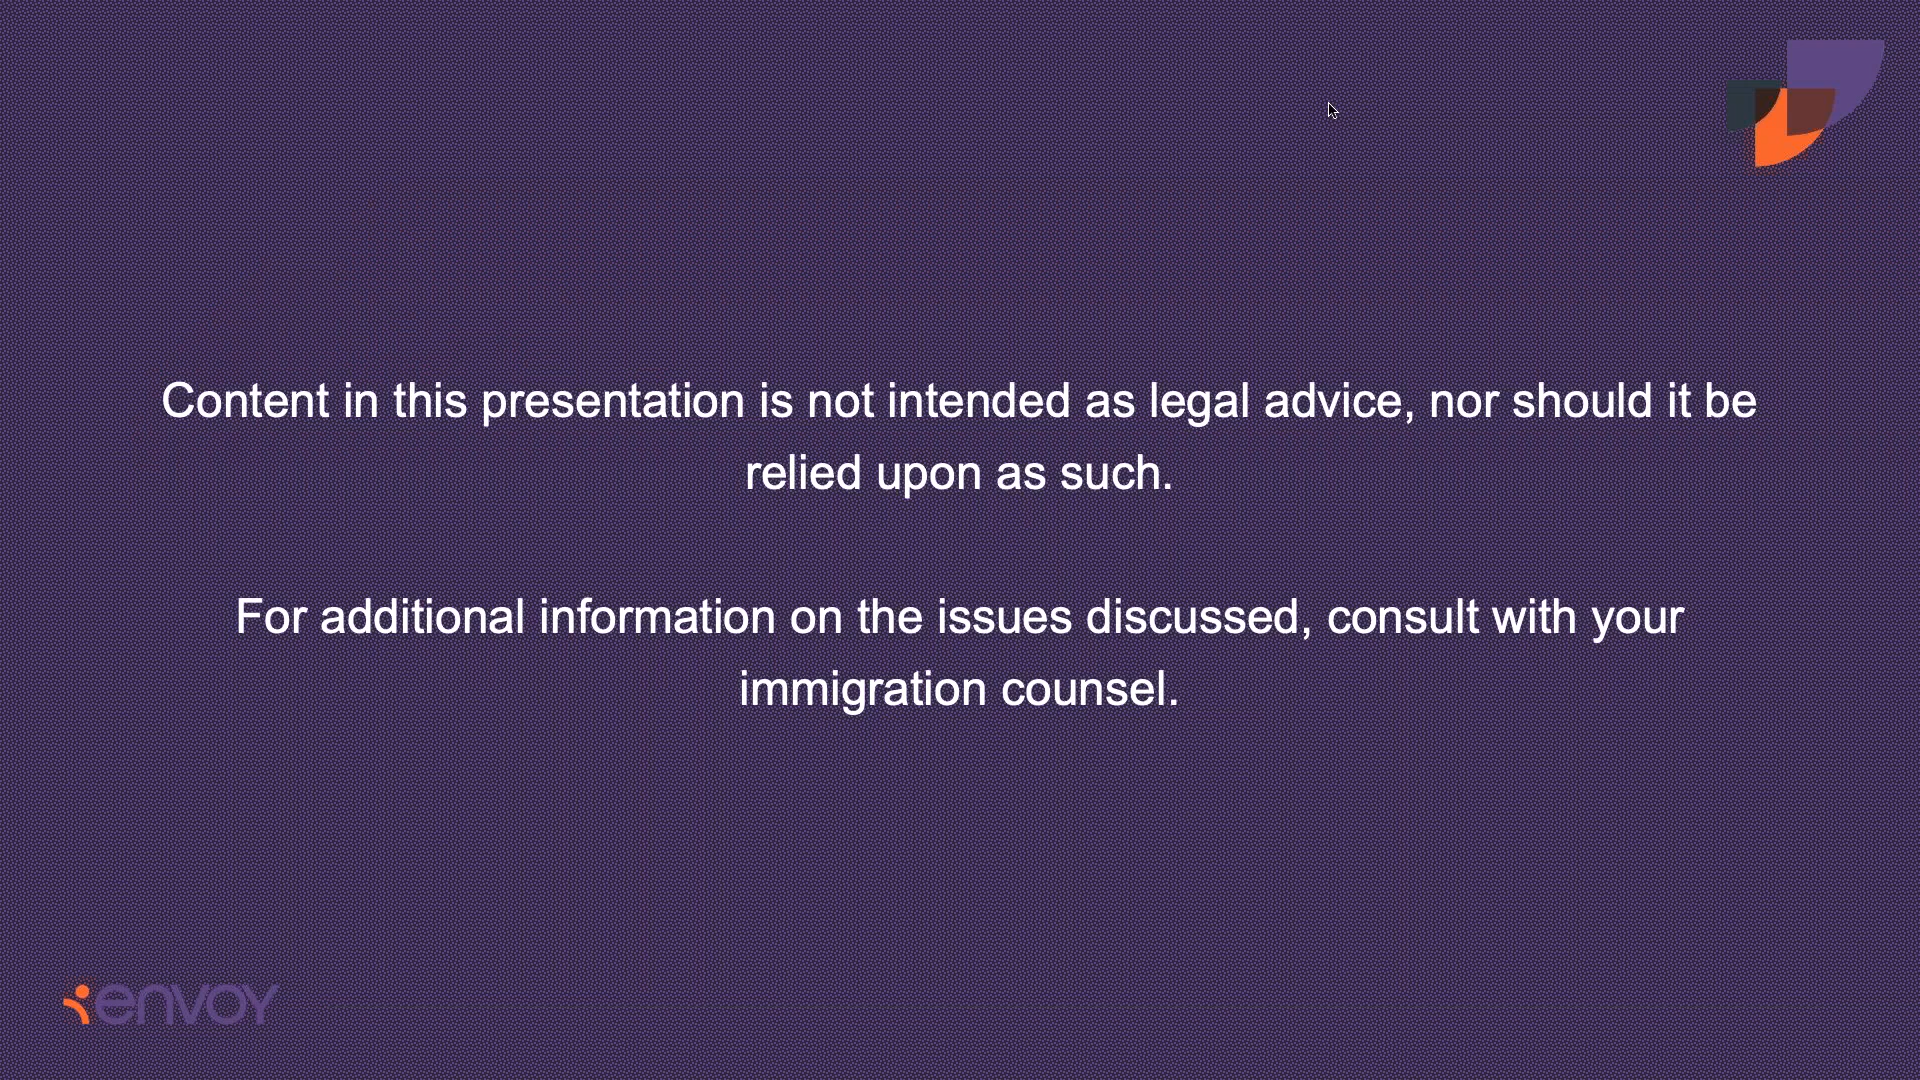 Content in this presentation is not intended as legal advice, nor should it be
relied upon as such.
For additional information on the issues discussed, consult with your
immigration counsel.
envoy